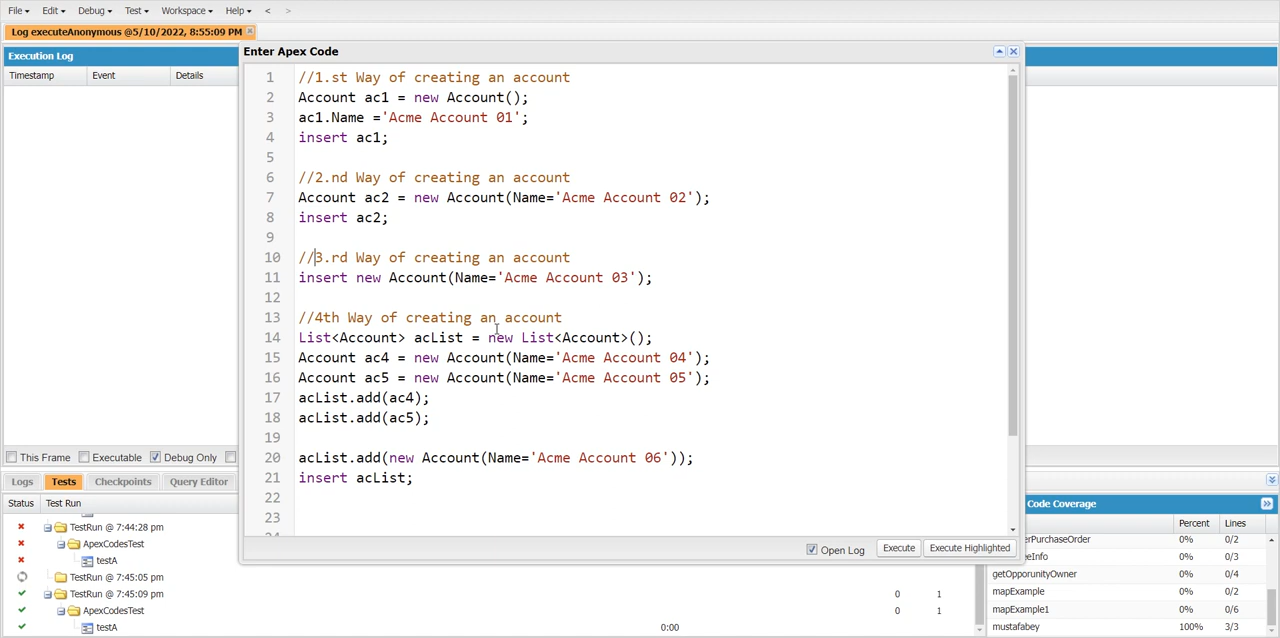 File Edit Debug Test Workspace Help < >
Log executeAnonymous @5/10/2022, 8:55:09 PM
Execution Log
Timestamp Event Details
Enter Apex Code
1 //1.st Way of creating an account
2 Account ac1 = new Account();
3 ac1.Name ='Acme Account 01';
4 insert ac1;
5
6 //2.nd Way of creating an account
7 Account ac2 = new Account(Name='Acme Account 02');
8 insert ac2;
9
10 //3.rd Way of creating an account
11 insert new Account(Name='Acme Account 03');
12
13 //4th Way of creating an account
14 List<Account> acList = new List<Account>();
15 Account ac4 = new Account(Name='Acme Account 04');
16 Account ac5 = new Account(Name='Acme Account 05');
17 acList.add(ac4);
18 acList.add(ac5);
19
20 acList.add(new Account(Name='Acme Account 06'));
21 insert acList;
22
23
Open Log Execute Execute Highlighted
This Frame Executable Debug Only
Logs Tests Checkpoints Query Editor
Status Test Run
TestRun @ 7:44:28 pm
ApexCodesTest
testA
TestRun @ 7:45:05 pm
TestRun @ 7:45:09 pm 0 1
ApexCodesTest 0 1
testA 0:00
Code Coverage
Percent Lines
erPurchaseOrder 0% 0/2
eeInfo 0% 0/3
getOpporunityOwner 0% 0/4
mapExample 0% 0/2
mapExample1 0% 0/6
mustafabey 100% 3/3